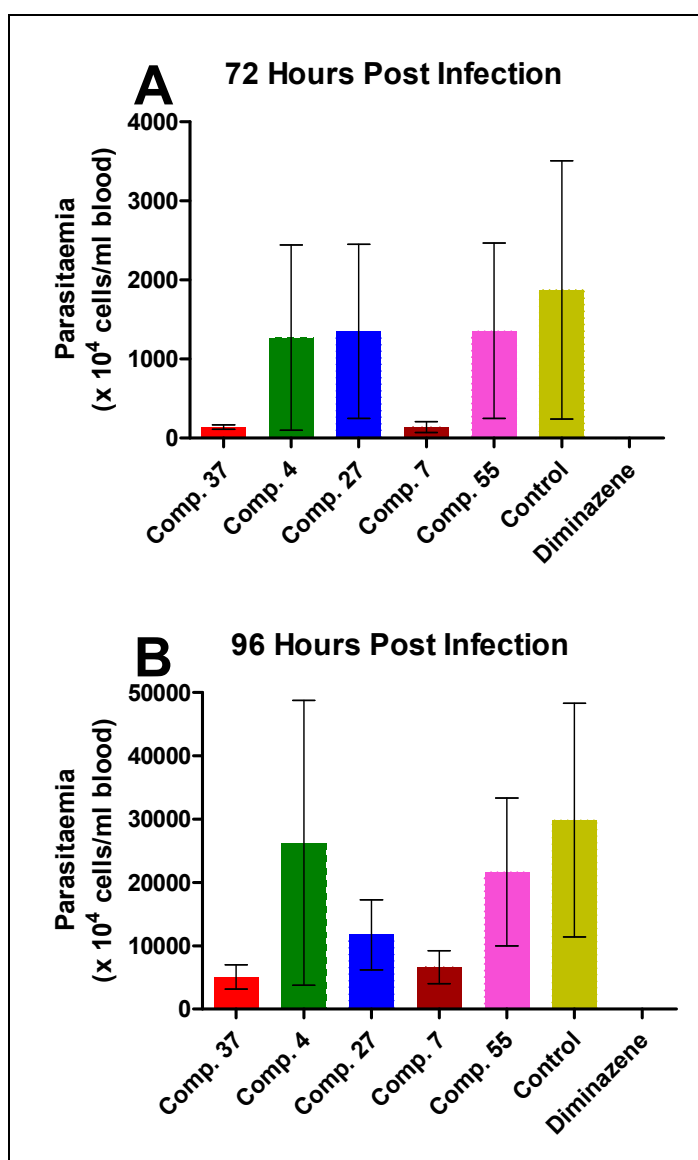 A
72 Hours Post Infection
Parasitaemia
(x 10⁴ cells/ml blood)
4000
3000
2000
1000
0
Comp. 37
Comp. 4
Comp. 27
Comp. 7
Comp. 55
Control
Diminazene
B
96 Hours Post Infection
Parasitaemia
(x 10⁴ cells/ml blood)
50000
40000
30000
20000
10000
0
Comp. 37
Comp. 4
Comp. 27
Comp. 7
Comp. 55
Control
Diminazene